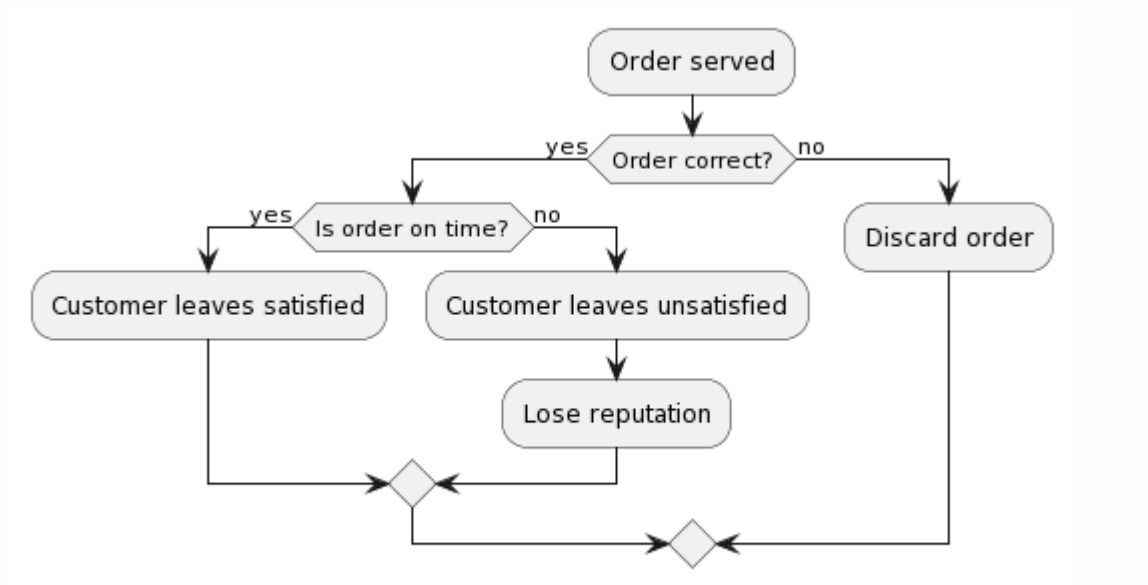 Order served
yes
Order correct?
no
yes
Is order on time?
no
Discard order
Customer leaves satisfied
Customer leaves unsatisfied
Lose reputation